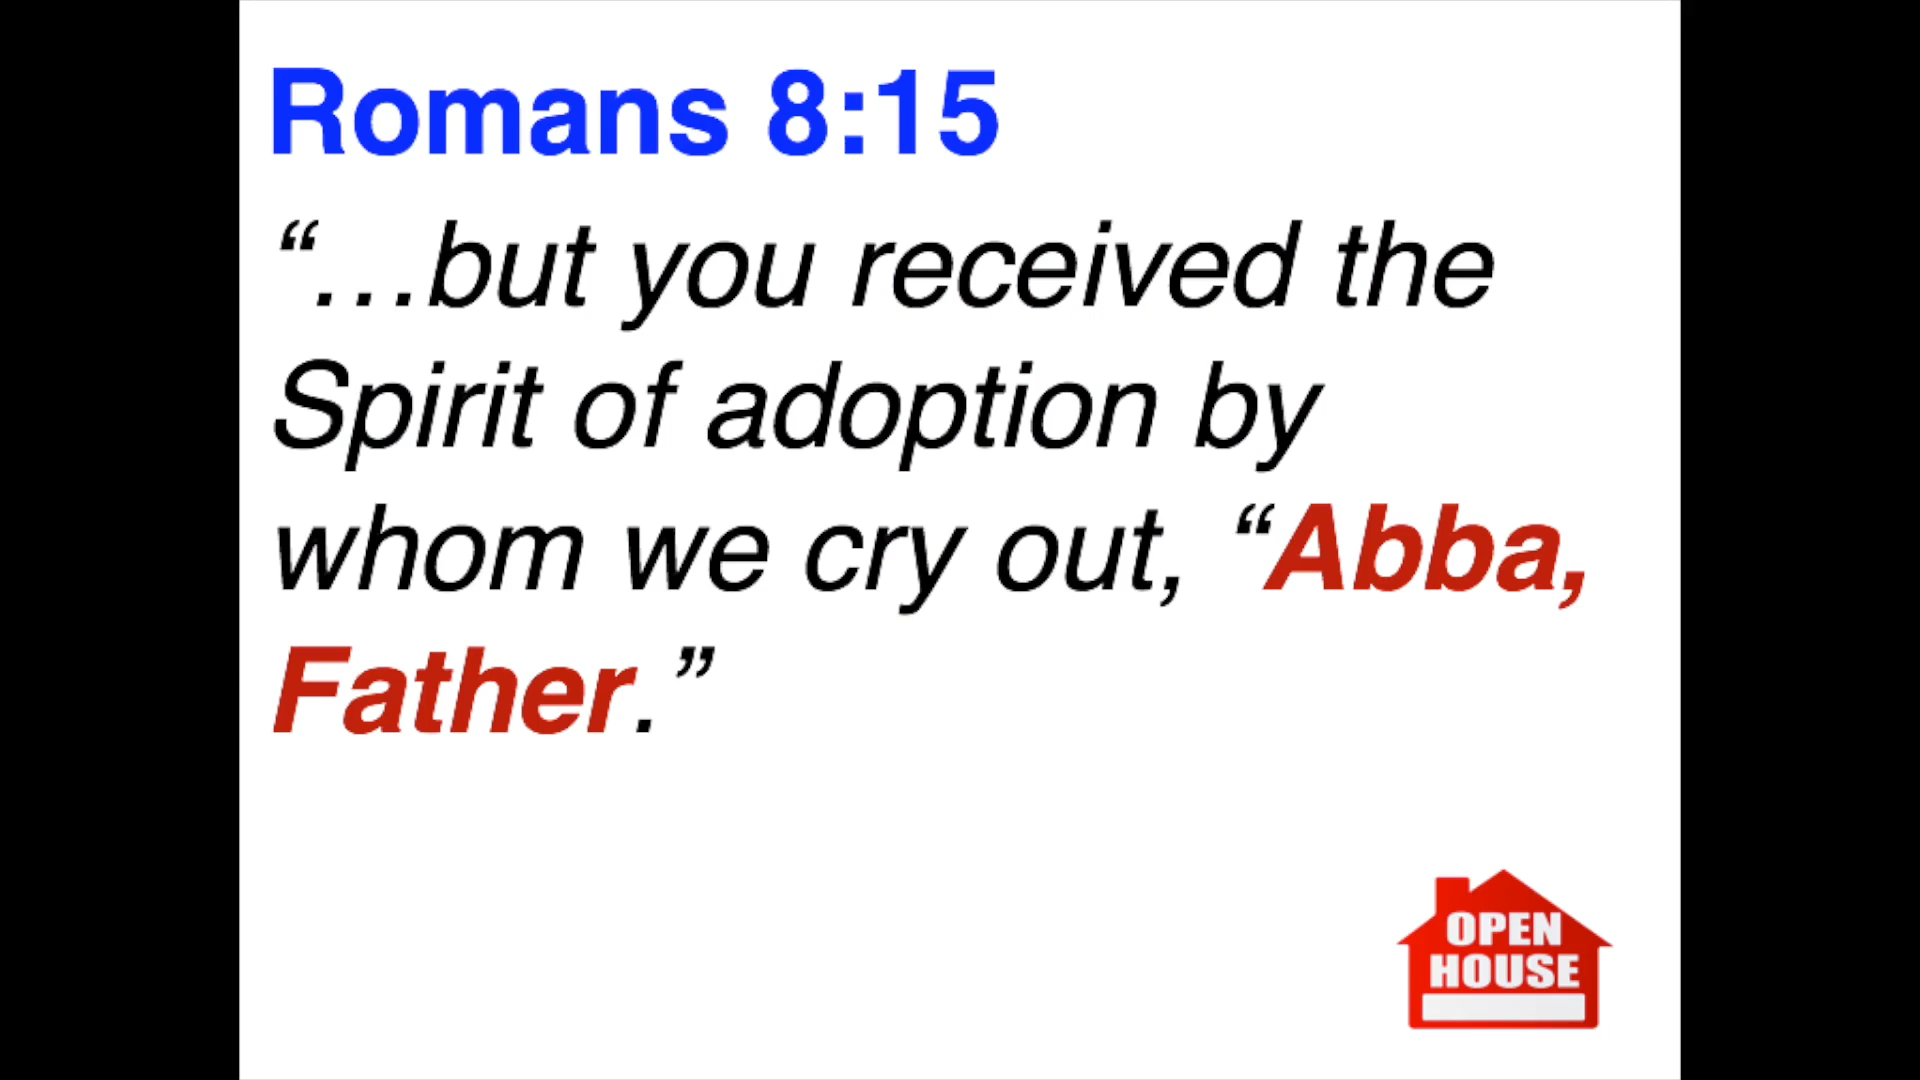 Romans 8:15
“…but you received the
Spirit of adoption by
whom we cry out, “Abba,
Father.”
OPEN
HOUSE